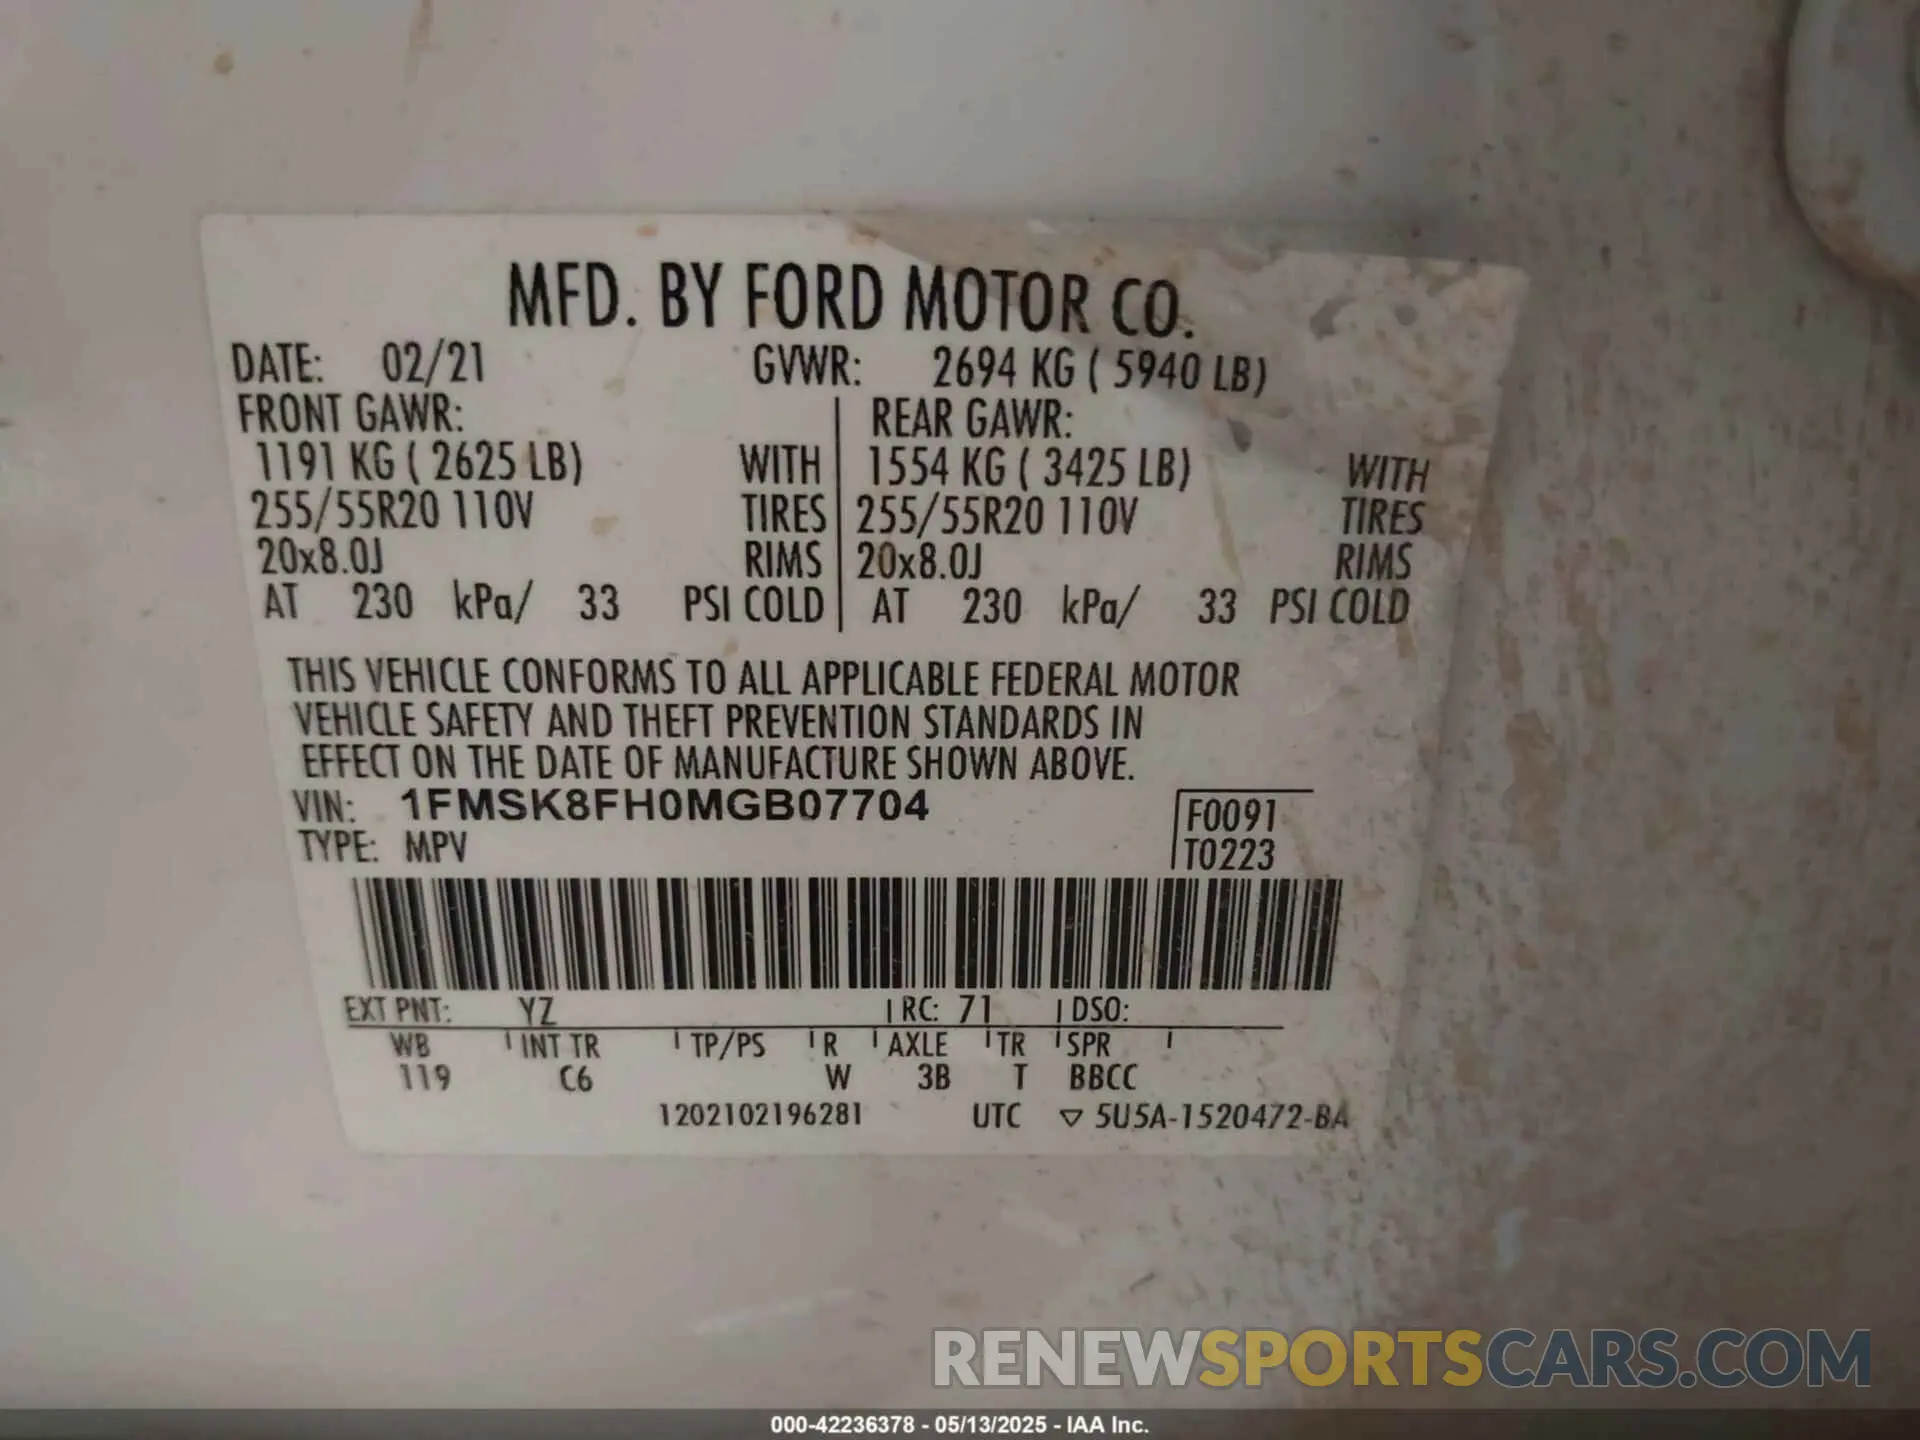 MFD. BY FORD MOTOR CO.
DATE: 02/21 GVWR: 2694 KG ( 5940 LB)
FRONT GAWR: REAR GAWR:
1191 KG ( 2625 LB) WITH 1554 KG ( 3425 LB) WITH
255/55R20 110V TIRES 255/55R20 110V TIRES
20x8.0J RIMS 20x8.0J RIMS
AT 230 kPa/ 33 PSI COLD AT 230 kPa/ 33 PSI COLD
THIS VEHICLE CONFORMS TO ALL APPLICABLE FEDERAL MOTOR
VEHICLE SAFETY AND THEFT PREVENTION STANDARDS IN
EFFECT ON THE DATE OF MANUFACTURE SHOWN ABOVE.
VIN: 1FMSK8FH0MGB07704 F0091
TYPE: MPV T0223
EXT PNT: YZ RC: 71 DSO:
WB INT TR TP/PS R AXLE TR SPR
119 C6 W 3B T BBCC
1202102196281 UTC ▽ 5U5A-1520472-BA
RENEWSPORTSCARS.COM
000-42236378 - 05/13/2025 - IAA Inc.